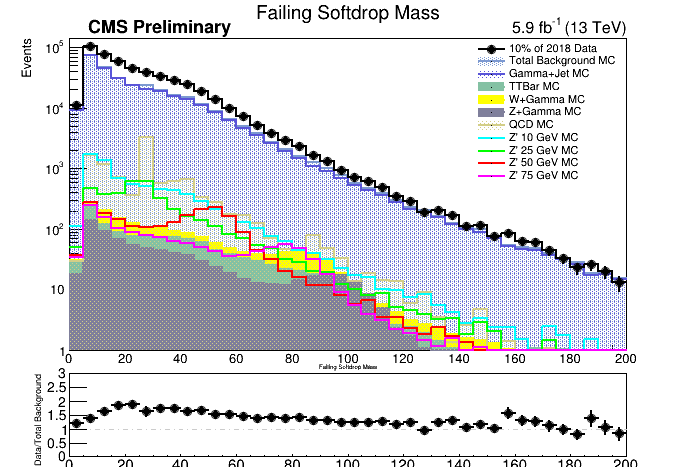 Failing Softdrop Mass
CMS Preliminary
5.9 fb-1 (13 TeV)
Events
10% of 2018 Data
Total Background MC
Gamma+Jet MC
TTBar MC
W+Gamma MC
Z+Gamma MC
QCD MC
Z' 10 GeV MC
Z' 25 GeV MC
Z' 50 GeV MC
Z' 75 GeV MC
10^5
10^4
10^3
10^2
10
1
0 20 40 60 80 100 120 140 160 180 200
Failing Softdrop Mass
Data/Total Background
3
2.5
2
1.5
1
0.5
0
0 20 40 60 80 100 120 140 160 180 200